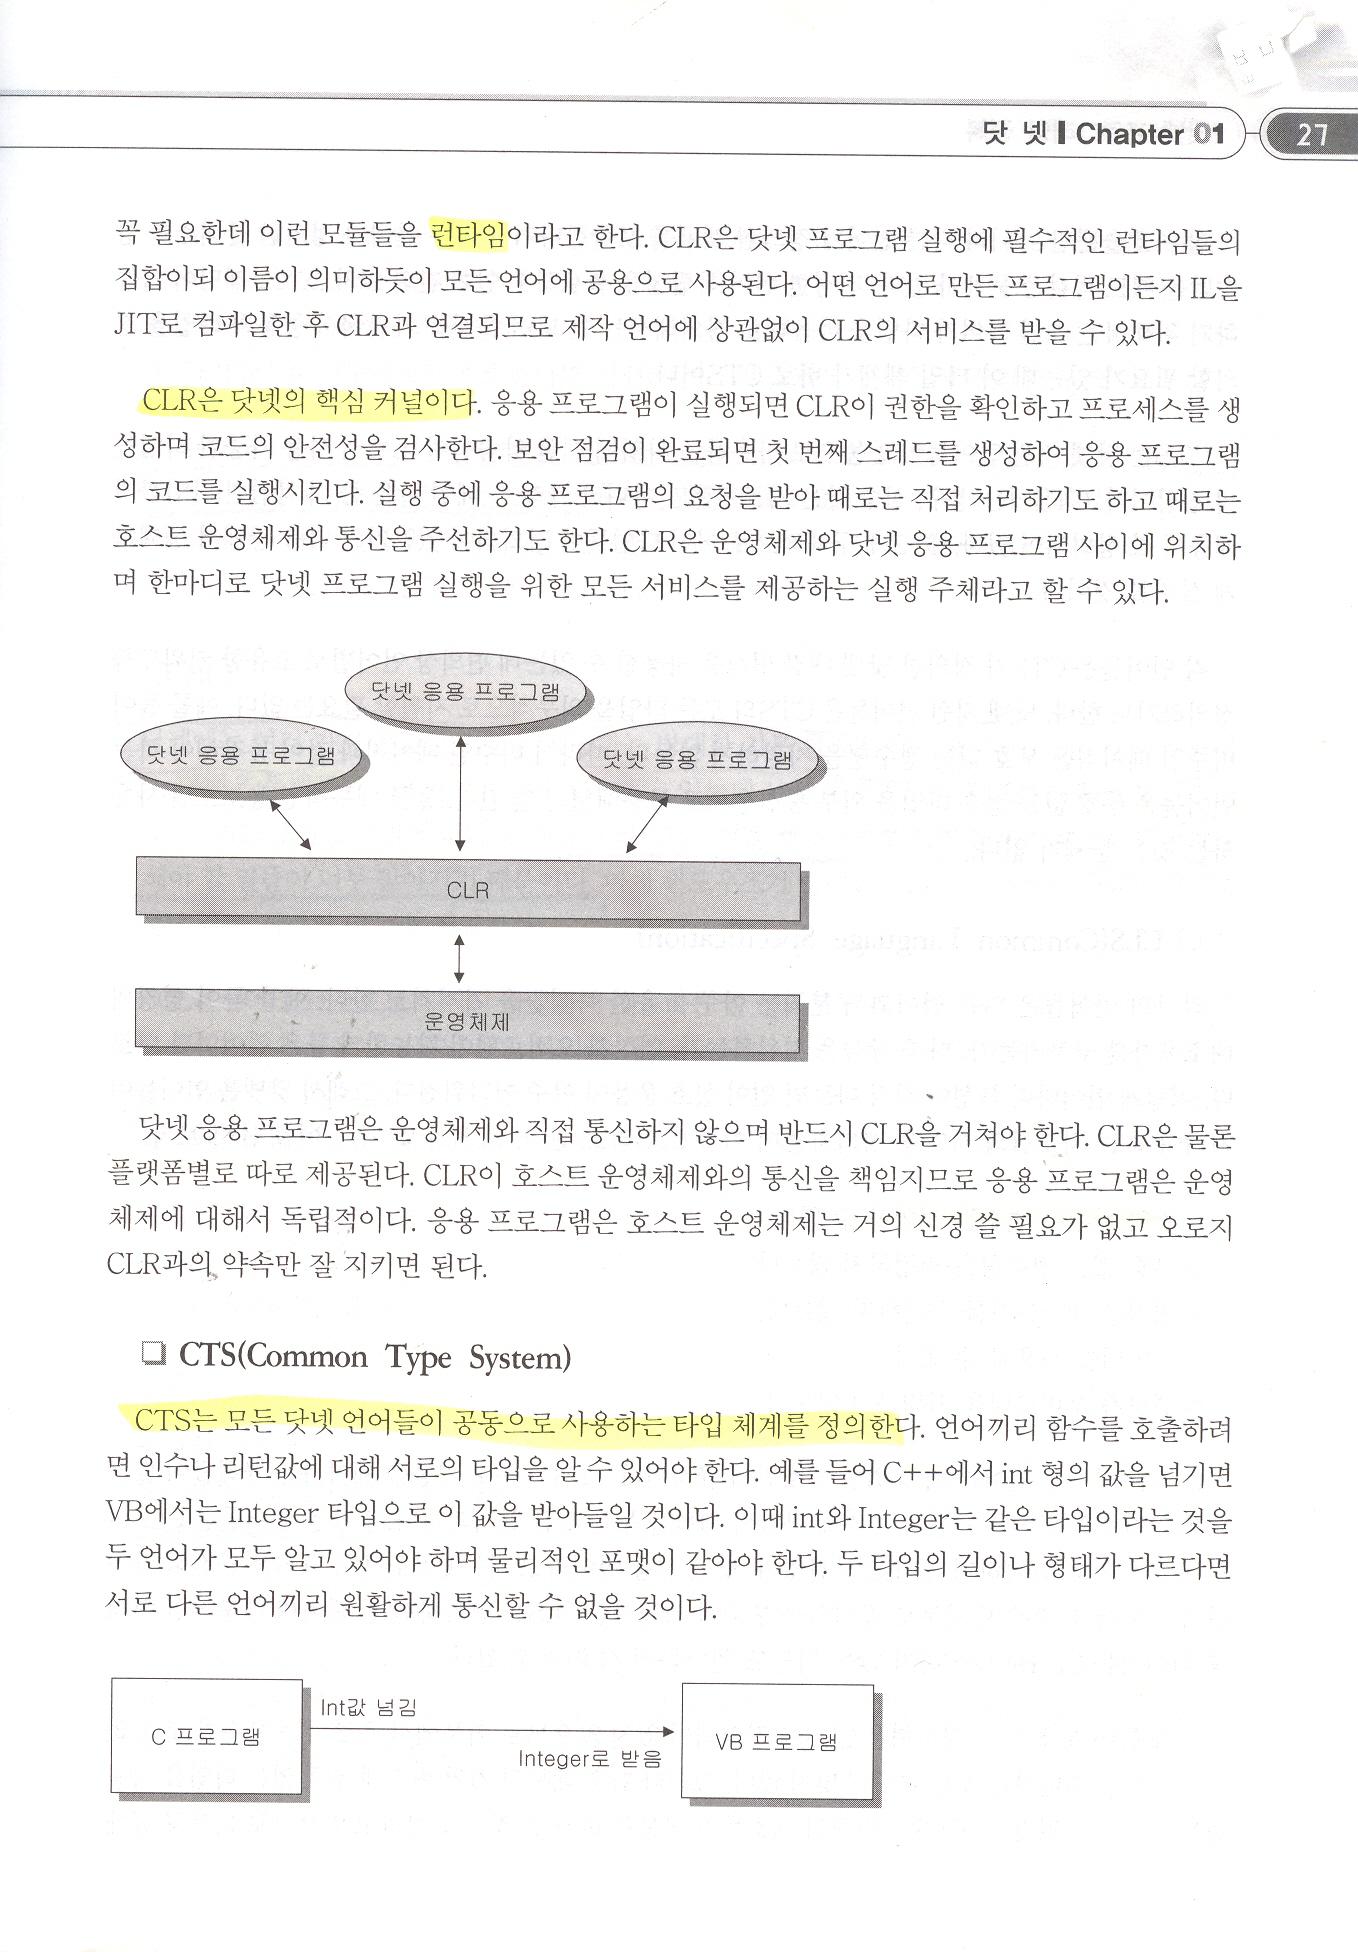 닷 넷 | Chapter 01 27
꼭 필요한데 이런 모듈들을 런타임이라고 한다. CLR은 닷넷 프로그램 실행에 필수적인 런타임들의
집합이되 이름이 의미하듯이 모든 언어에 공용으로 사용된다. 어떤 언어로 만든 프로그램이든지 IL을
JIT로 컴파일한 후 CLR과 연결되므로 제작 언어에 상관없이 CLR의 서비스를 받을 수 있다.
CLR은 닷넷의 핵심 커널이다. 응용 프로그램이 실행되면 CLR이 권한을 확인하고 프로세스를 생
성하며 코드의 안전성을 검사한다. 보안 점검이 완료되면 첫 번째 스레드를 생성하여 응용 프로그램
의 코드를 실행시킨다. 실행 중에 응용 프로그램의 요청을 받아 때로는 직접 처리하기도 하고 때로는
호스트 운영체제와 통신을 주선하기도 한다. CLR은 운영체제와 닷넷 응용 프로그램 사이에 위치하
며 한마디로 닷넷 프로그램 실행을 위한 모든 서비스를 제공하는 실행 주체라고 할 수 있다.
닷넷 응용 프로그램
닷넷 응용 프로그램
닷넷 응용 프로그램
CLR
운영체제
닷넷 응용 프로그램은 운영체제와 직접 통신하지 않으며 반드시 CLR을 거쳐야 한다. CLR은 물론
플랫폼별로 따로 제공된다. CLR이 호스트 운영체제와의 통신을 책임지므로 응용 프로그램은 운영
체제에 대해서 독립적이다. 응용 프로그램은 호스트 운영체제는 거의 신경 쓸 필요가 없고 오로지
CLR과의 약속만 잘 지키면 된다.
❏ CTS(Common Type System)
CTS는 모든 닷넷 언어들이 공동으로 사용하는 타입 체계를 정의한다. 언어끼리 함수를 호출하려
면 인수나 리턴값에 대해 서로의 타입을 알 수 있어야 한다. 예를 들어 C++에서 int 형의 값을 넘기면
VB에서는 Integer 타입으로 이 값을 받아들일 것이다. 이때 int와 Integer는 같은 타입이라는 것을
두 언어가 모두 알고 있어야 하며 물리적인 포맷이 같아야 한다. 두 타입의 길이나 형태가 다르다면
서로 다른 언어끼리 원활하게 통신할 수 없을 것이다.
Int값 넘김
C 프로그램
VB 프로그램
Integer로 받음